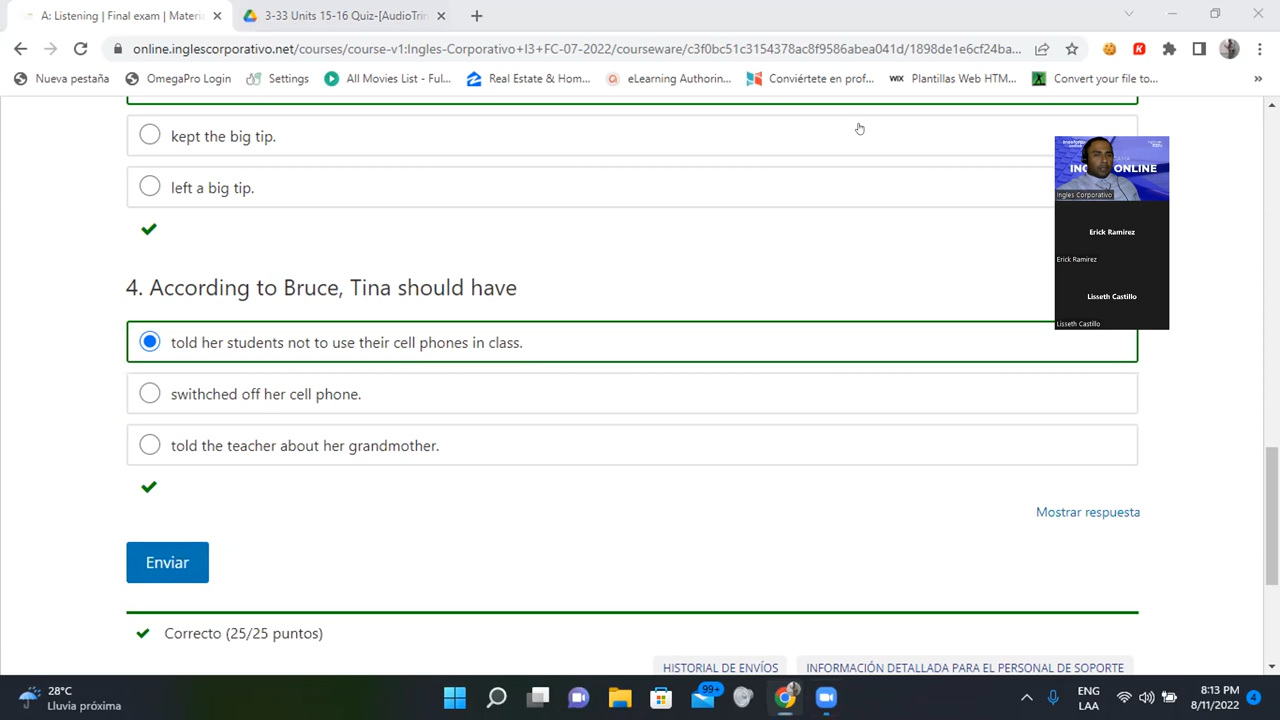 A: Listening | Final exam | Materia
3-33 Units 15-16 Quiz-[AudioTrin
online.inglescorporativo.net/courses/course-v1:Ingles-Corporativo+I3+FC-07-2022/courseware/c3f0bc51c3154378ac8f9586abea041d/1898de1e6cf24ba...
Nueva pestaña
OmegaPro Login
Settings
All Movies List - Ful...
Real Estate & Hom...
eLearning Authorin...
Conviértete en prof...
WIX Plantillas Web HTM...
Convert your file to...
»
kept the big tip.
left a big tip.
ONLINE
Ingles Corporativo
Erick Ramirez
Erick Ramirez
Lisseth Castillo
Lisseth Castillo
4. According to Bruce, Tina should have
told her students not to use their cell phones in class.
swithched off her cell phone.
told the teacher about her grandmother.
Mostrar respuesta
Enviar
Correcto (25/25 puntos)
HISTORIAL DE ENVÍOS
INFORMACIÓN DETALLADA PARA EL PERSONAL DE SOPORTE
28°C
Lluvia próxima
99+
ENG
LAA
8:13 PM
8/11/2022
4